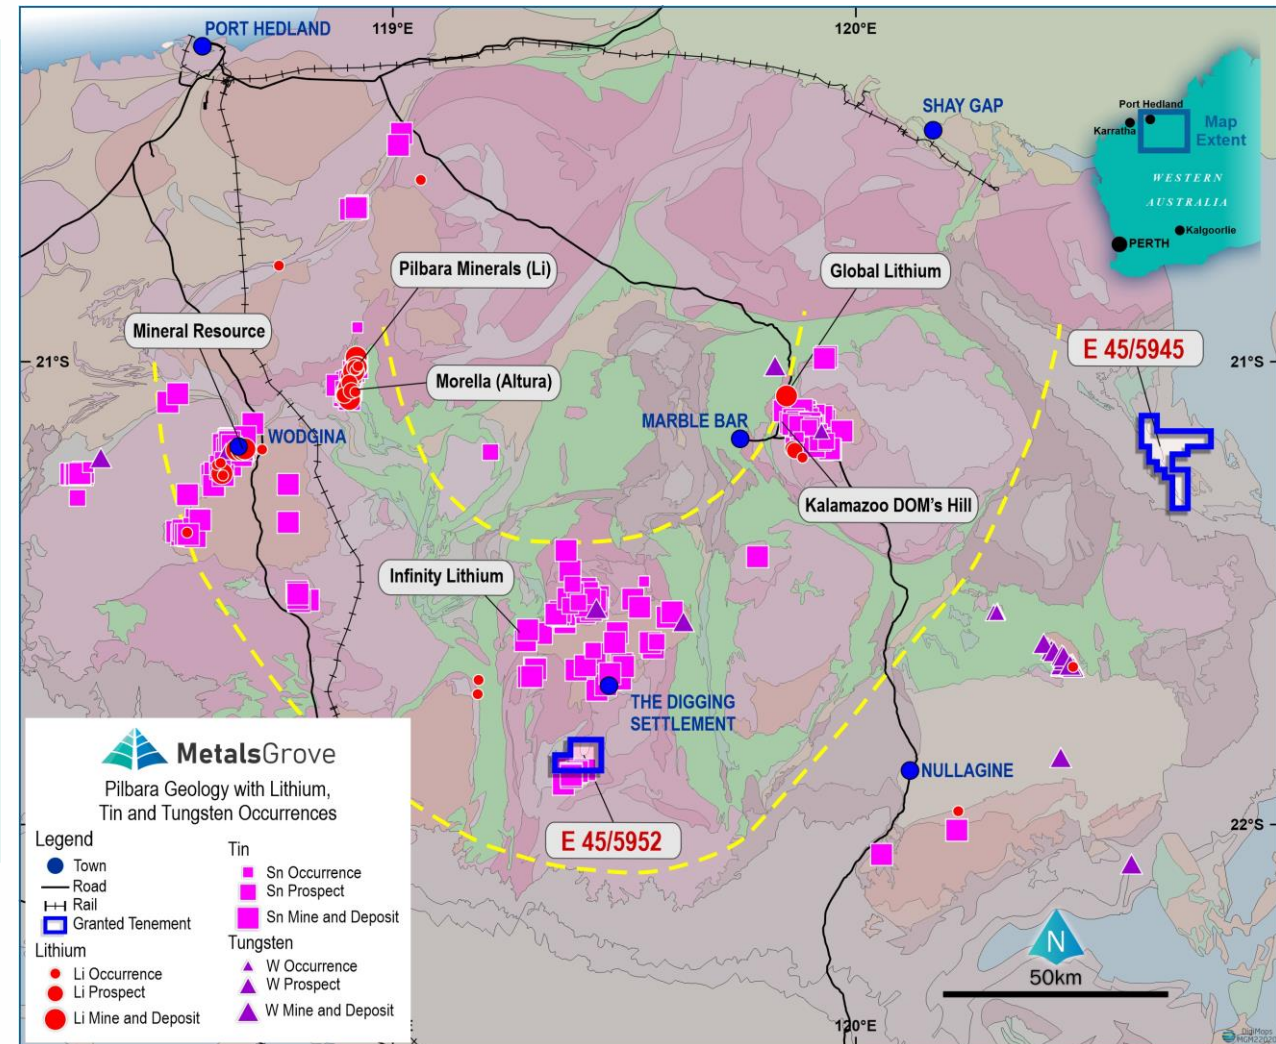 119°E
120°E
PORT HEDLAND
SHAY GAP
Port Hedland
Karratha
Map
Extent
WESTERN
AUSTRALIA
Kalgoorlie
PERTH
Pilbara Minerals (Li)
Global Lithium
Mineral Resource
21°S
21°S
E 45/5945
Morella (Altura)
MARBLE BAR
WODGINA
Kalamazoo DOM's Hill
Infinity Lithium
THE DIGGING
SETTLEMENT
NULLAGINE
22°S
E 45/5952
MetalsGrove
Pilbara Geology with Lithium,
Tin and Tungsten Occurrences
Legend
Town
Road
Rail
Granted Tenement
Lithium
Li Occurrence
Li Prospect
Li Mine and Deposit
Tin
Sn Occurrence
Sn Prospect
Sn Mine and Deposit
Tungsten
W Occurrence
W Prospect
W Mine and Deposit
N
50km
120°E
DigiMaps